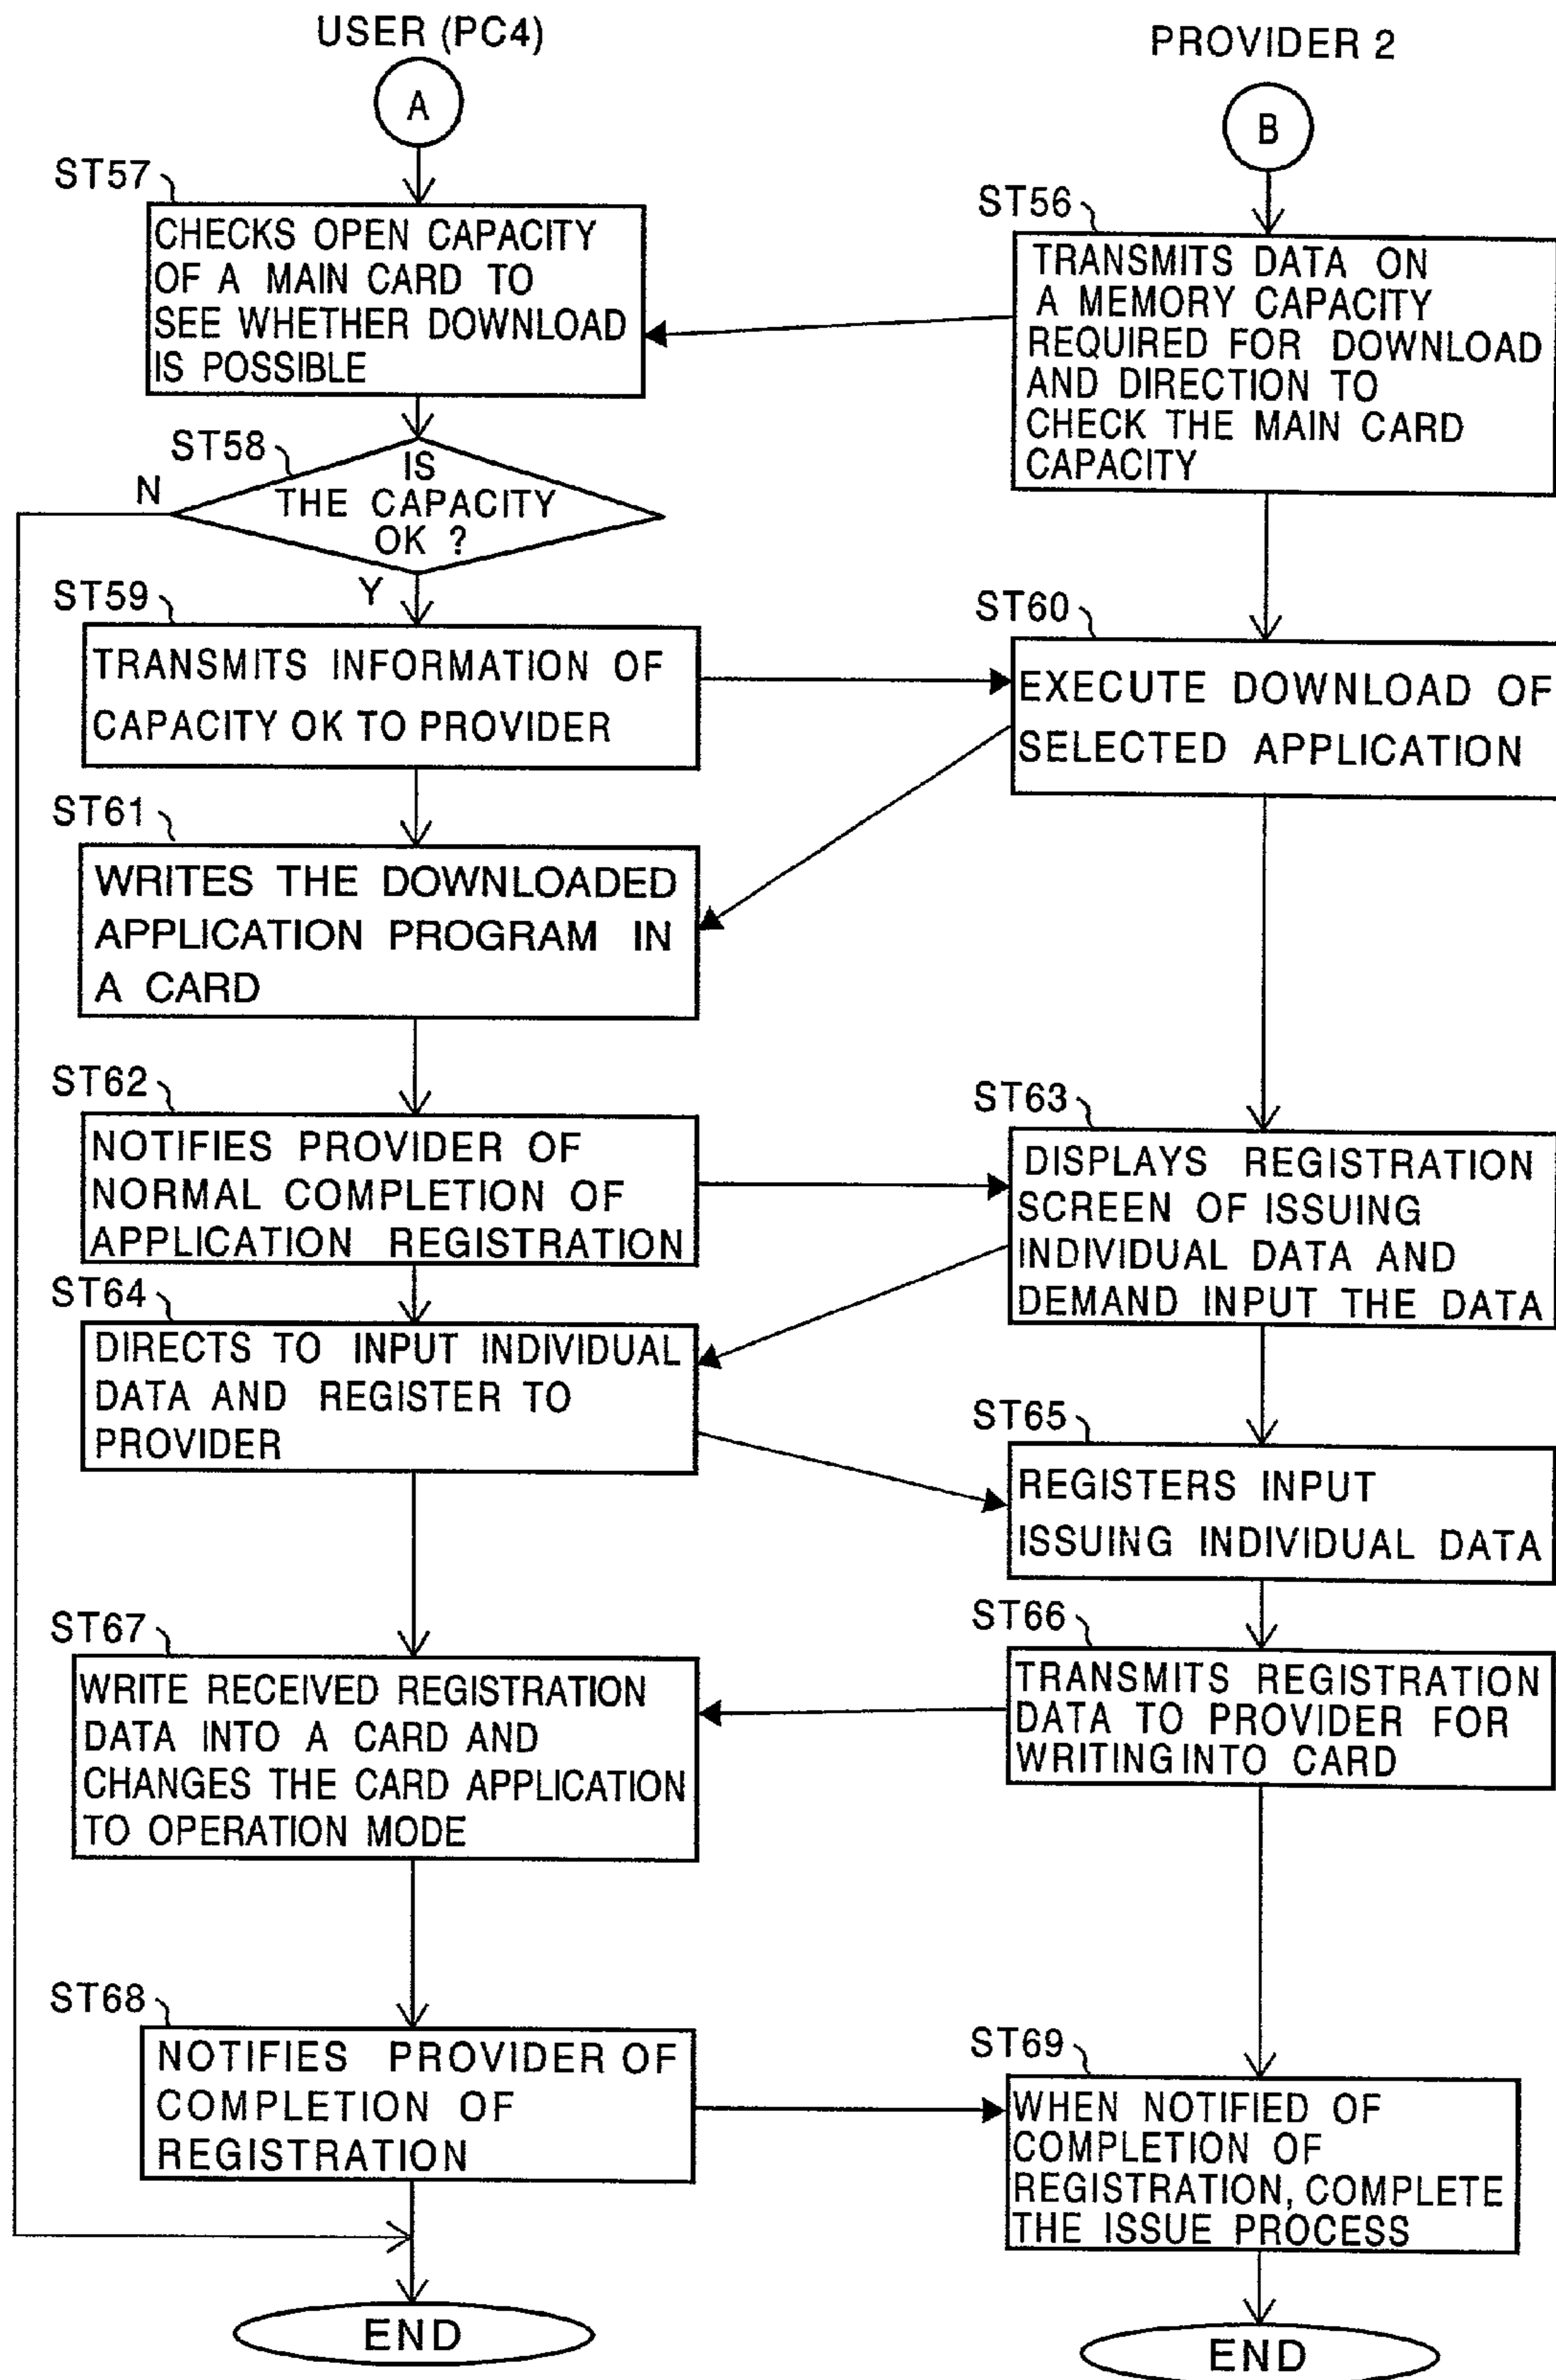 USER (PC4)
A
ST57
CHECKS OPEN CAPACITY
OF A MAIN CARD TO
SEE WHETHER DOWNLOAD
IS POSSIBLE
ST58
IS
THE CAPACITY
OK ?
N
Y
ST59
TRANSMITS INFORMATION OF
CAPACITY OK TO PROVIDER
ST61
WRITES THE DOWNLOADED
APPLICATION PROGRAM IN
A CARD
ST62
NOTIFIES PROVIDER OF
NORMAL COMPLETION OF
APPLICATION REGISTRATION
ST64
DIRECTS TO INPUT INDIVIDUAL
DATA AND REGISTER TO
PROVIDER
ST67
WRITE RECEIVED REGISTRATION
DATA INTO A CARD AND
CHANGES THE CARD APPLICATION
TO OPERATION MODE
ST68
NOTIFIES PROVIDER OF
COMPLETION OF
REGISTRATION
END
PROVIDER 2
B
ST56
TRANSMITS DATA ON
A MEMORY CAPACITY
REQUIRED FOR DOWNLOAD
AND DIRECTION TO
CHECK THE MAIN CARD
CAPACITY
ST60
EXECUTE DOWNLOAD OF
SELECTED APPLICATION
ST63
DISPLAYS REGISTRATION
SCREEN OF ISSUING
INDIVIDUAL DATA AND
DEMAND INPUT THE DATA
ST65
REGISTERS INPUT
ISSUING INDIVIDUAL DATA
ST66
TRANSMITS REGISTRATION
DATA TO PROVIDER FOR
WRITING INTO CARD
ST69
WHEN NOTIFIED OF
COMPLETION OF
REGISTRATION, COMPLETE
THE ISSUE PROCESS
END